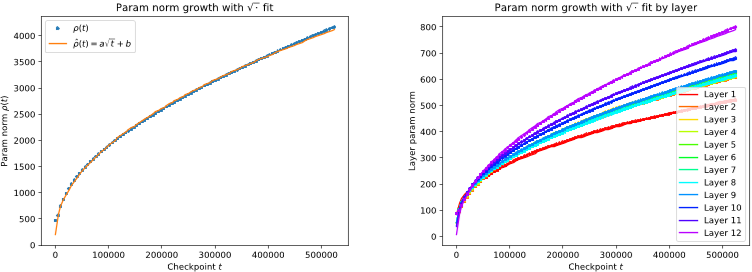 Param norm growth with √· fit
Param norm ρ(t)
4000
3500
3000
2500
2000
1500
1000
500
0
ρ(t)
ρ̂(t) = a√t + b
0
100000
200000
300000
400000
500000
Checkpoint t
Param norm growth with √· fit by layer
Layer param norm
800
700
600
500
400
300
200
100
0
Layer 1
Layer 2
Layer 3
Layer 4
Layer 5
Layer 6
Layer 7
Layer 8
Layer 9
Layer 10
Layer 11
Layer 12
0
100000
200000
300000
400000
500000
Checkpoint t